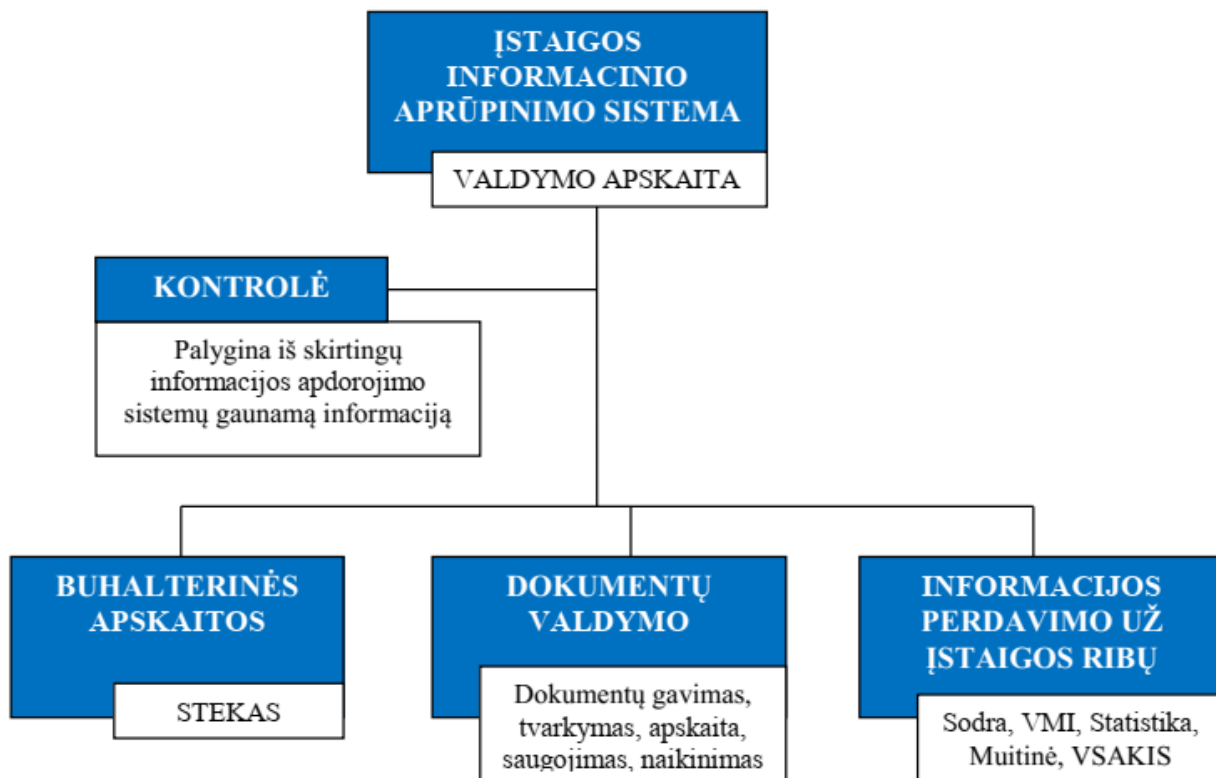 ĮSTAIGOS
INFORMACINIO
APRŪPINIMO SISTEMA
VALDYMO APSKAITA
KONTROLĖ
Palygina iš skirtingų
informacijos apdorojimo
sistemų gaunamą informaciją
BUHALTERINĖS
APSKAITOS
STEKAS
DOKUMENTŲ
VALDYMO
Dokumentų gavimas,
tvarkymas, apskaita,
saugojimas, naikinimas
INFORMACIJOS
PERDAVIMO UŽ
ĮSTAIGOS RIBŲ
Sodra, VMI, Statistika,
Muitinė, VSAKIS